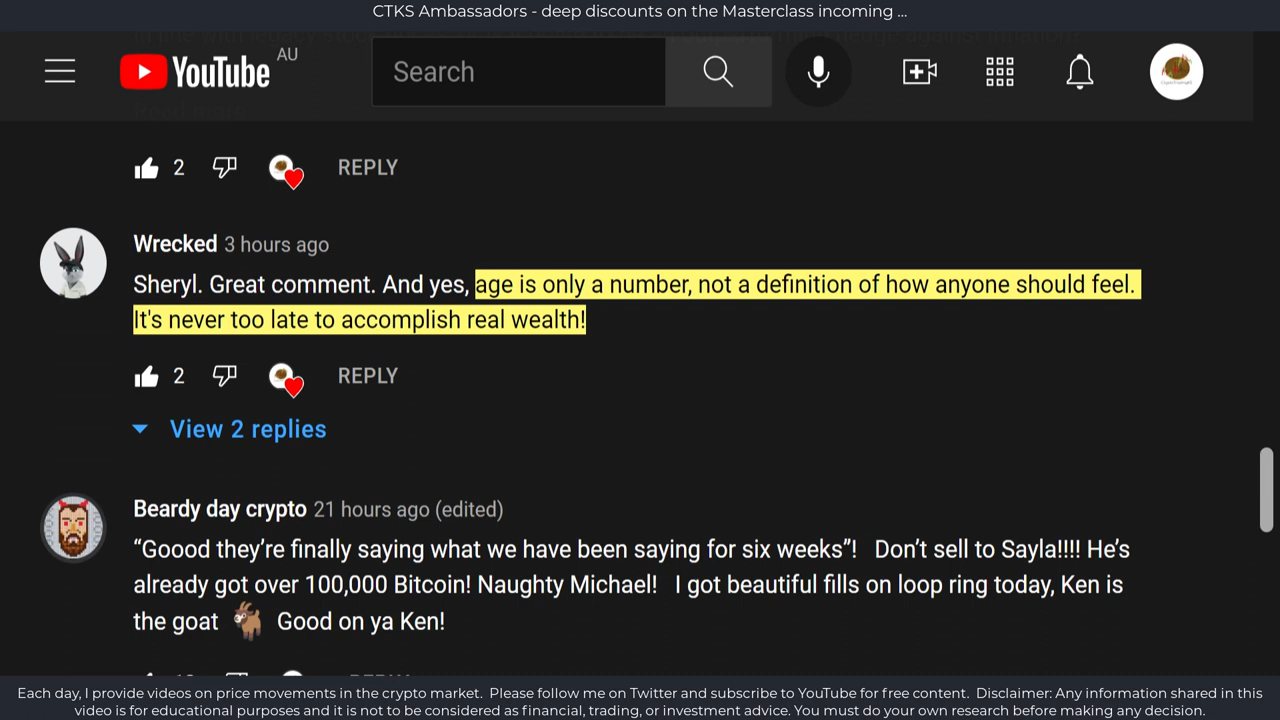 CTKS Ambassadors - deep discounts on the Masterclass incoming ...
YouTube AU
Search
2 REPLY
Wrecked 3 hours ago
Sheryl. Great comment. And yes, age is only a number, not a definition of how anyone should feel.
It's never too late to accomplish real wealth!
2 REPLY
View 2 replies
Beardy day crypto 21 hours ago (edited)
“Goood they’re finally saying what we have been saying for six weeks”! Don’t sell to Sayla!!!! He’s
already got over 100,000 Bitcoin! Naughty Michael! I got beautiful fills on loop ring today, Ken is
the goat 🐐 Good on ya Ken!
Each day, I provide videos on price movements in the crypto market. Please follow me on Twitter and subscribe to YouTube for free content. Disclaimer: Any information shared in this
video is for educational purposes and it is not to be considered as financial, trading, or investment advice. You must do your own research before making any decision.